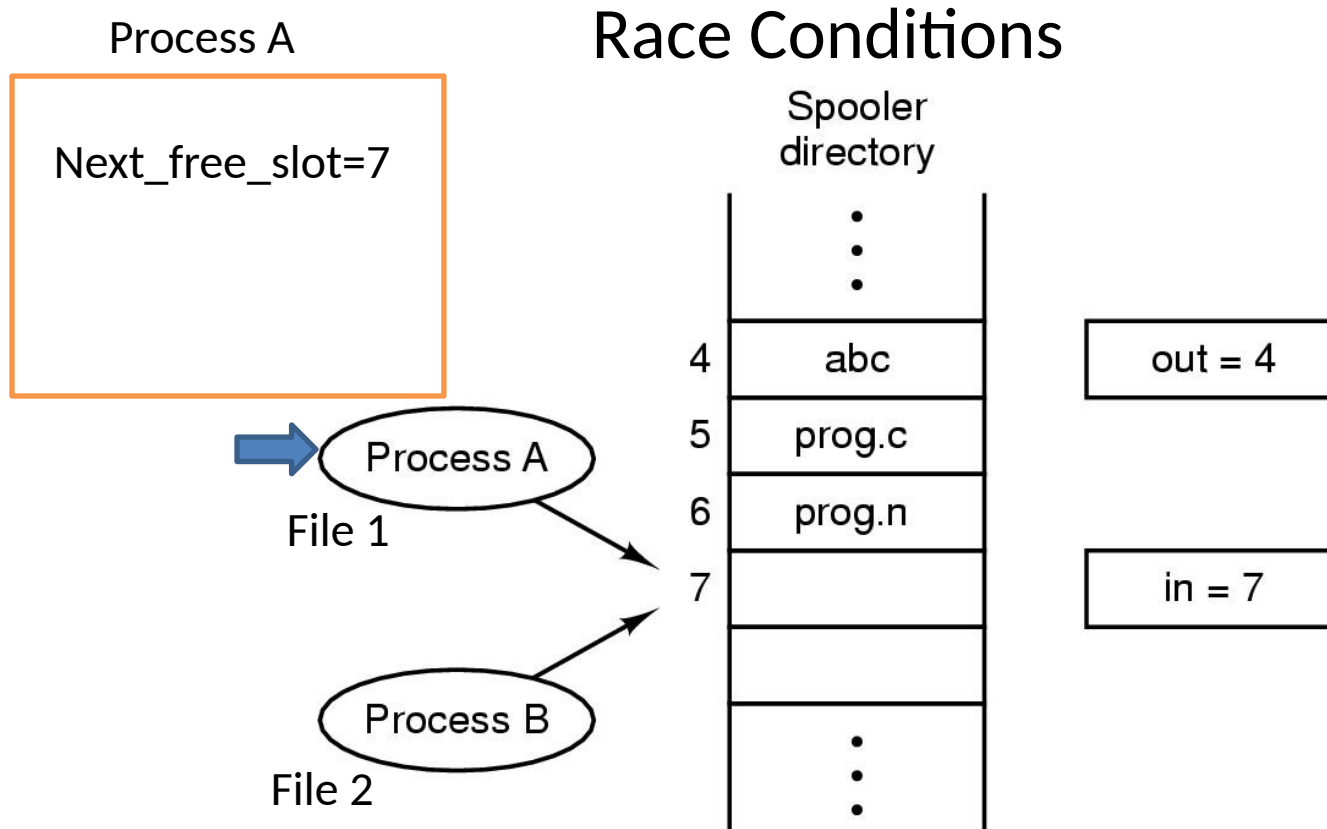 Process A
Race Conditions
Next_free_slot=7
Spooler
directory
4 abc out = 4
5 prog.c
6 prog.n
7 in = 7
Process A
File 1
Process B
File 2